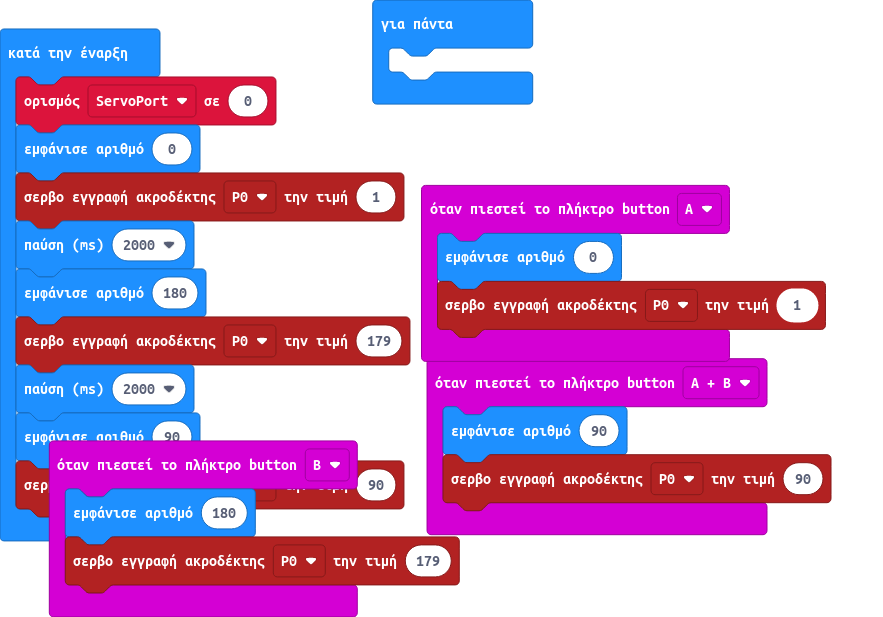 κατά την έναρξη
ορισμός ServoPort σε 0
εμφάνισε αριθμό 0
σερβο εγγραφή ακροδέκτης P0 την τιμή 1
παύση (ms) 2000
εμφάνισε αριθμό 180
σερβο εγγραφή ακροδέκτης P0 την τιμή 179
παύση (ms) 2000
εμφάνισε αριθμό 90
την τιμή 90
όταν πιεστεί το πλήκτρο button B
εμφάνισε αριθμό 180
σερβο εγγραφή ακροδέκτης P0 την τιμή 179
για πάντα
όταν πιεστεί το πλήκτρο button A
εμφάνισε αριθμό 0
σερβο εγγραφή ακροδέκτης P0 την τιμή 1
όταν πιεστεί το πλήκτρο button A + B
εμφάνισε αριθμό 90
σερβο εγγραφή ακροδέκτης P0 την τιμή 90